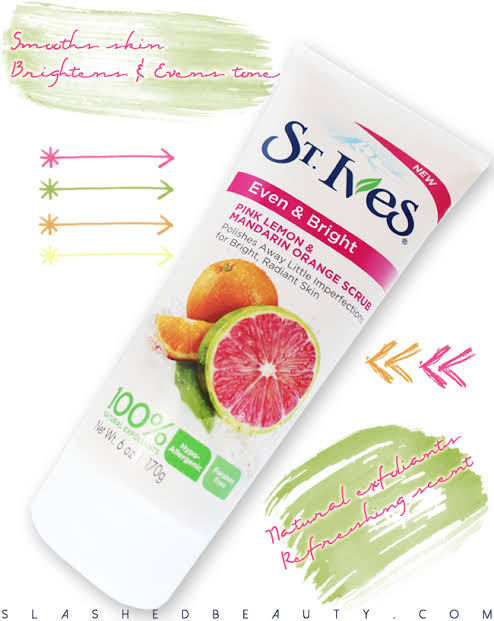 Smooths skin
Brightens & Evens tone
NEW
ST. Ives®
Even & Bright
PINK LEMON &
MANDARIN ORANGE SCRUB
Polishes Away Little Imperfections
for Bright, Radiant Skin
100%
NATURAL EXFOLIANTS
Hypo-
Allergenic
Paraben
Free
Net Wt. 6 oz 170g
Natural exfoliants
Refreshing scent
SLASHEDBEAUTY.COM